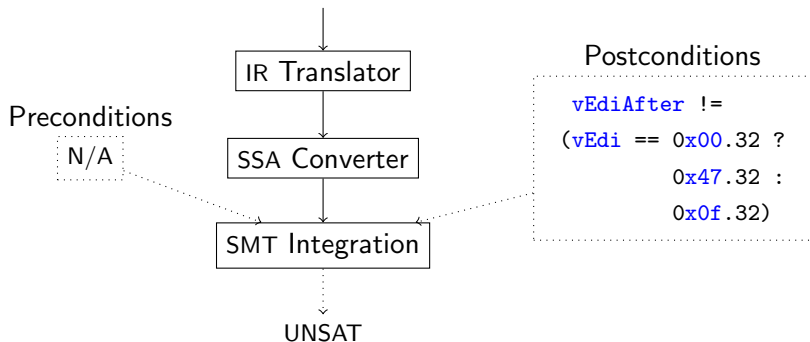 IR Translator
Preconditions
N/A
SSA Converter
SMT Integration
UNSAT
Postconditions
vEdiAfter !=
(vEdi == 0x00.32 ?
0x47.32 :
0x0f.32)